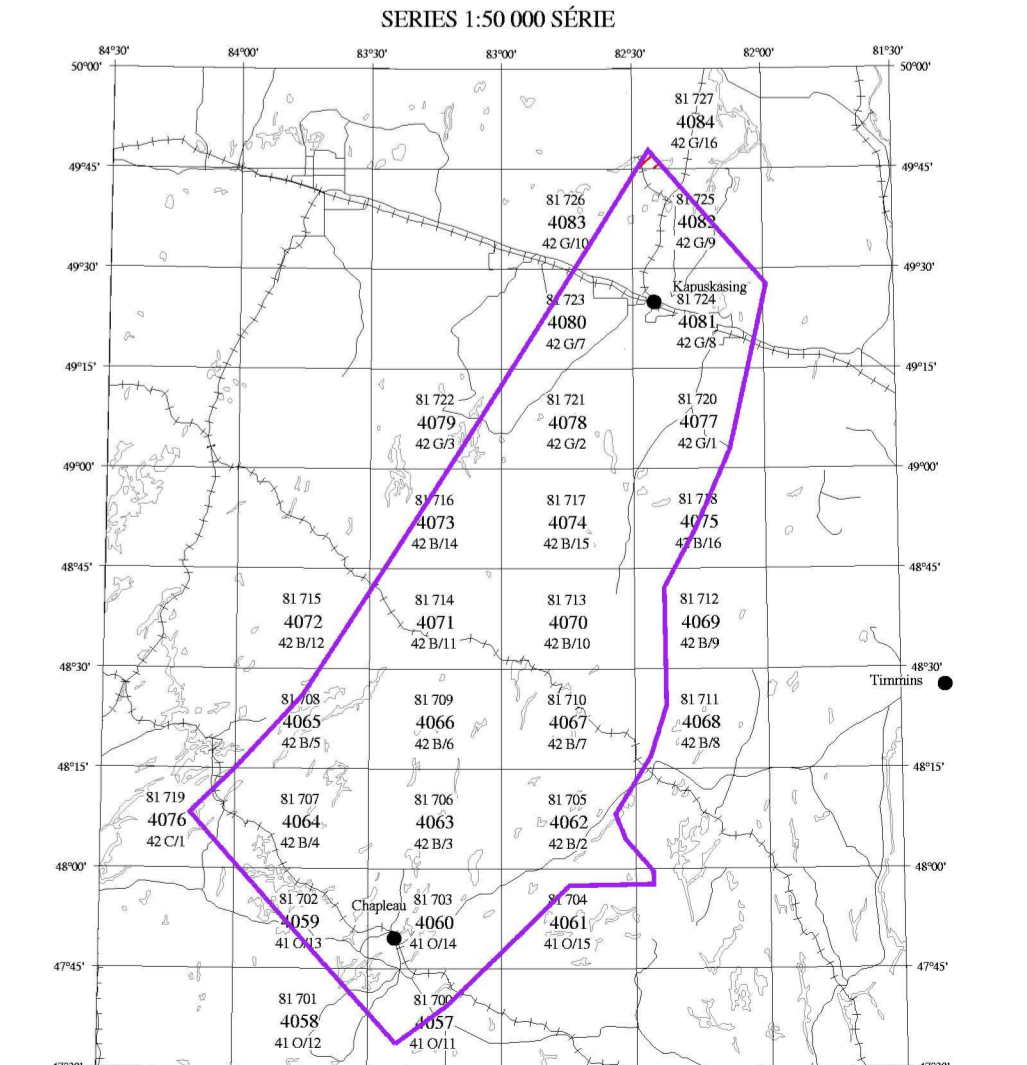 SERIES 1:50 000 SÉRIE
84°30' 84°00' 83°30' 83°00' 82°30' 82°00' 81°30'
50°00' 50°00'
81 727
4084
42 G/16
49°45' 49°45'
81 726 81 725
4083 4082
42 G/10 42 G/9
49°30' 49°30'
Kapuskasing
81 723 81 724
4080 4081
42 G/7 42 G/8
49°15' 49°15'
81 722 81 721 81 720
4079 4078 4077
42 G/3 42 G/2 42 G/1
49°00' 49°00'
81 716 81 717 81 718
4073 4074 4075
42 B/14 42 B/15 42 B/16
48°45' 48°45'
81 715 81 714 81 713 81 712
4072 4071 4070 4069
42 B/12 42 B/11 42 B/10 42 B/9
48°30' 48°30'
Timmins
81 708 81 709 81 710 81 711
4065 4066 4067 4068
42 B/5 42 B/6 42 B/7 42 B/8
48°15' 48°15'
81 719 81 707 81 706 81 705
4076 4064 4063 4062
42 C/1 42 B/4 42 B/3 42 B/2
48°00' 48°00'
81 702 81 703 81 704
Chapleau
4059 4060 4061
41 O/13 41 O/14 41 O/15
47°45' 47°45'
81 701 81 700
4058 4057
41 O/12 41 O/11